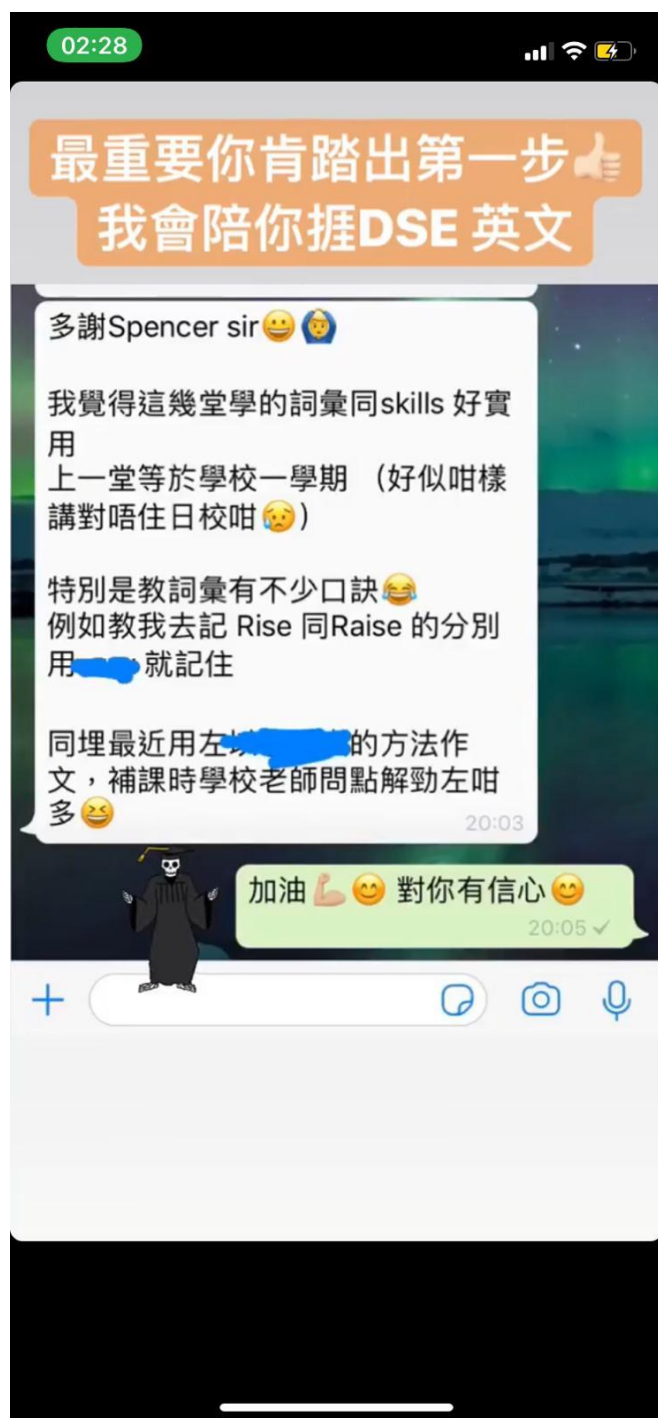 02:28
最重要你肯踏出第一步👍🏻
我會陪你捱DSE 英文
多謝Spencer sir😀🙆‍♂️
我覺得這幾堂學的詞彙同skills 好實
用
上一堂等於學校一學期 （好似咁樣
講對唔住日校咁😥）
特別是教詞彙有不少口訣😂
例如教我去記 Rise 同Raise 的分別
用 就記住
同埋最近用左 的方法作
文，補課時學校老師問點解勁左咁
多😆
20:03
加油💪🏻😊 對你有信心😊
20:05